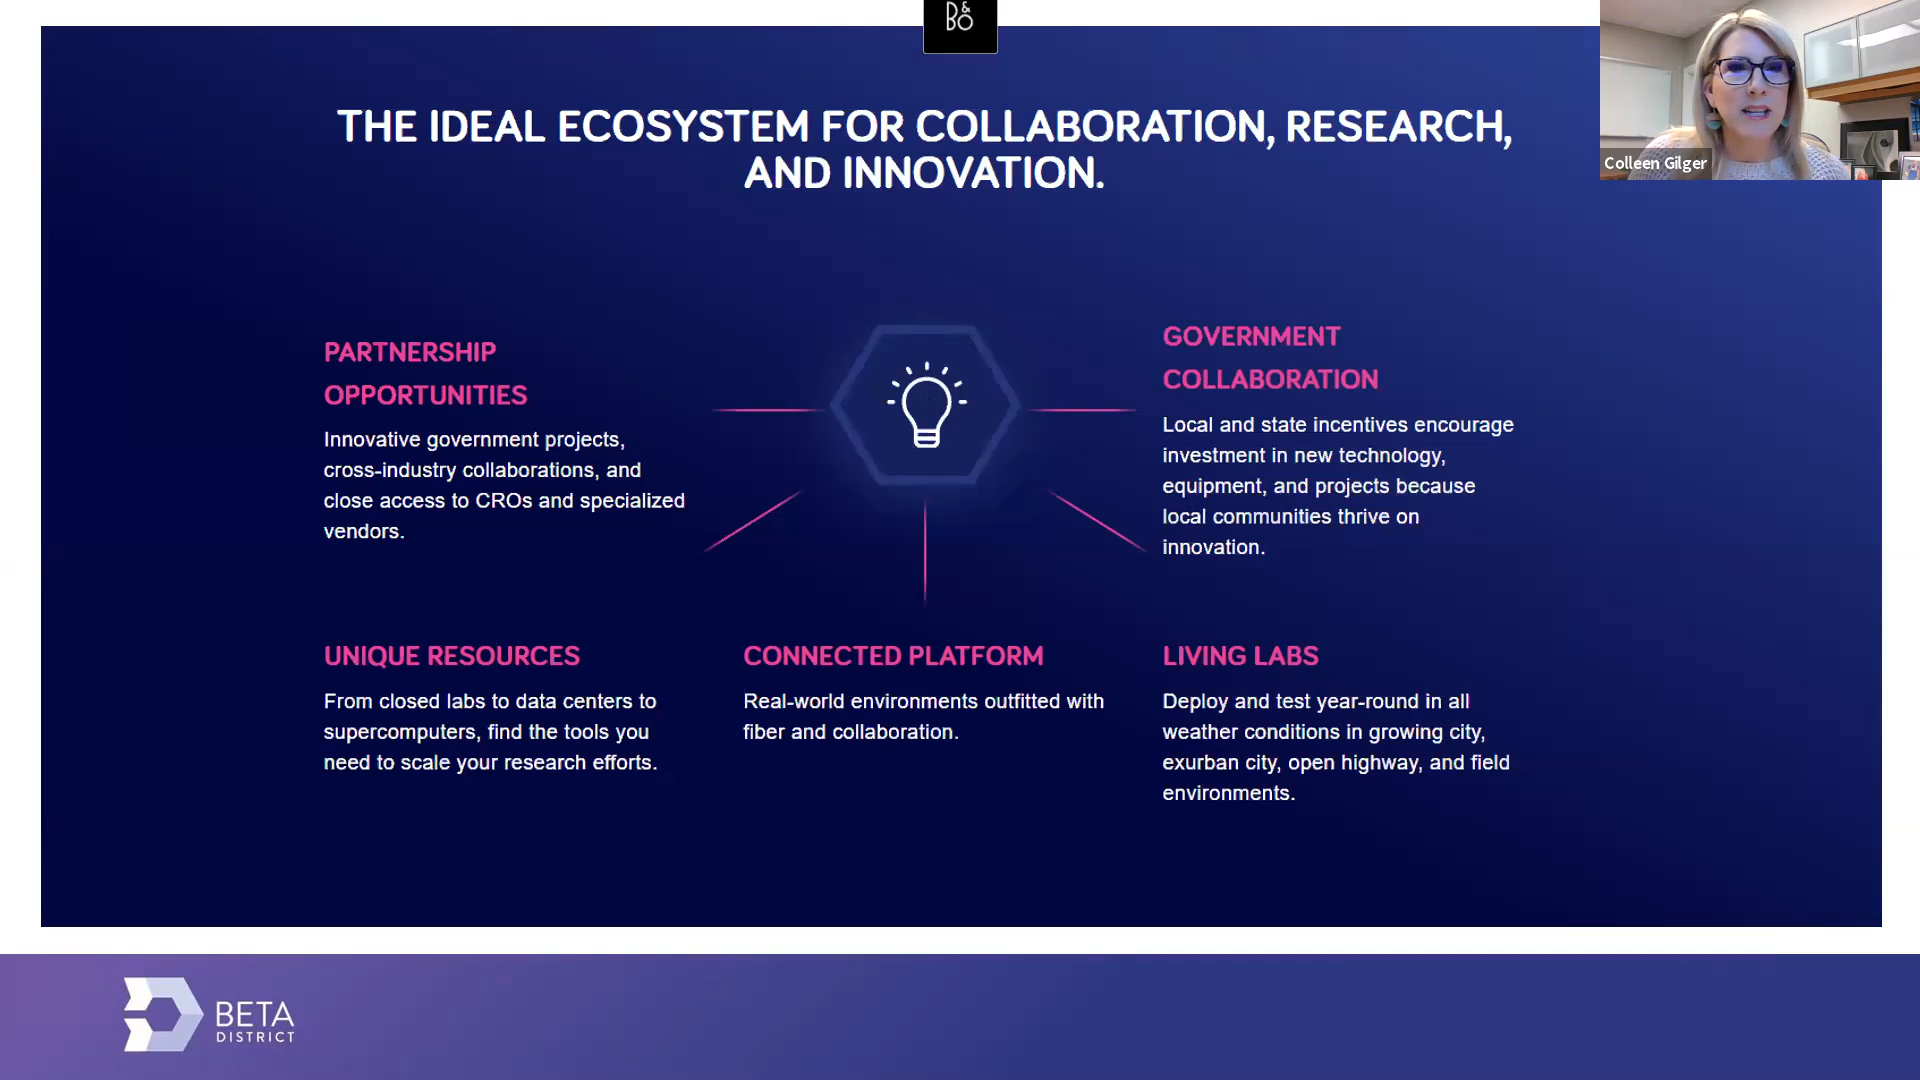 B&O
THE IDEAL ECOSYSTEM FOR COLLABORATION, RESEARCH,
AND INNOVATION.
Colleen Gilger
PARTNERSHIP
OPPORTUNITIES
Innovative government projects,
cross-industry collaborations, and
close access to CROs and specialized
vendors.
GOVERNMENT
COLLABORATION
Local and state incentives encourage
investment in new technology,
equipment, and projects because
local communities thrive on
innovation.
UNIQUE RESOURCES
From closed labs to data centers to
supercomputers, find the tools you
need to scale your research efforts.
CONNECTED PLATFORM
Real-world environments outfitted with
fiber and collaboration.
LIVING LABS
Deploy and test year-round in all
weather conditions in growing city,
exurban city, open highway, and field
environments.
BETA
DISTRICT